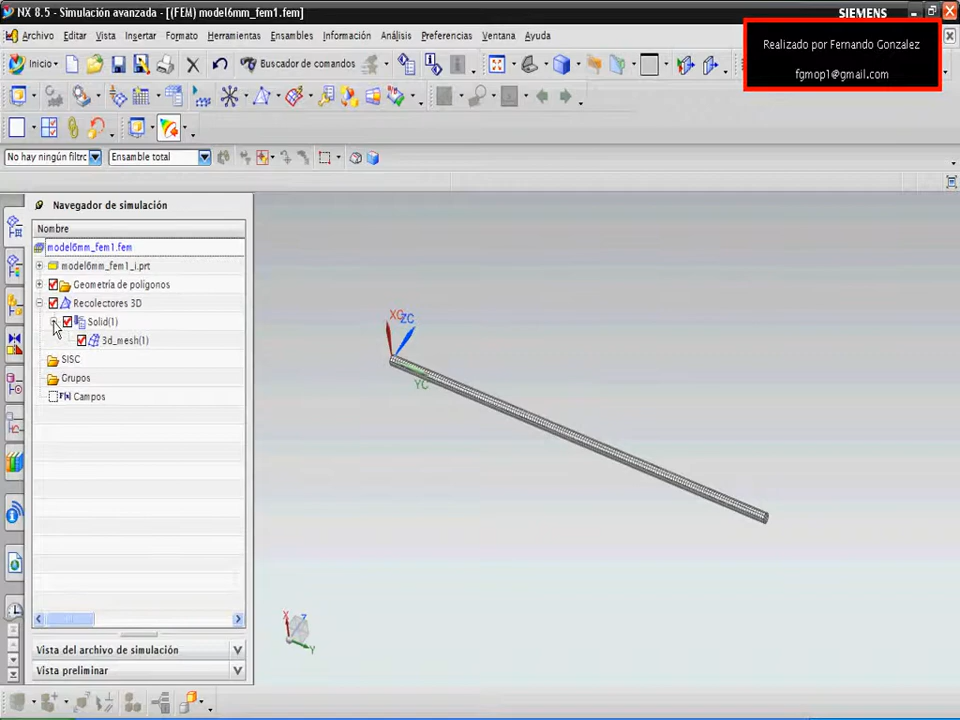 NX 8.5 - Simulación avanzada - [(FEM) model6mm_fem1.fem]
SIEMENS
Archivo Editar Vista Insertar Formato Herramientas Ensambles Información Análisis Preferencias Ventana Ayuda
Realizado por Fernando Gonzalez
fgmop1@gmail.com
Inicio
Buscador de comandos
No hay ningún filtro
Ensamble total
Navegador de simulación
Nombre
model6mm_fem1.fem
model6mm_fem1_i.prt
Geometría de polígonos
Recolectores 3D
Solid(1)
3d_mesh(1)
SISC
Grupos
Campos
XC
ZC
YC
X
Z
Y
Vista del archivo de simulación
Vista preliminar